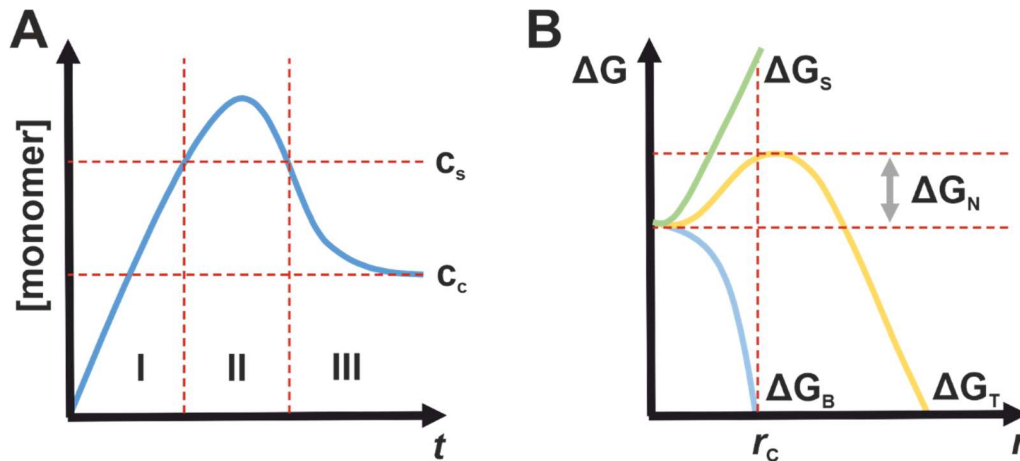 A
[monomer]
c_s
c_c
I
II
III
t
B
ΔG
ΔG_S
ΔG_N
ΔG_B
ΔG_T
r_c
r